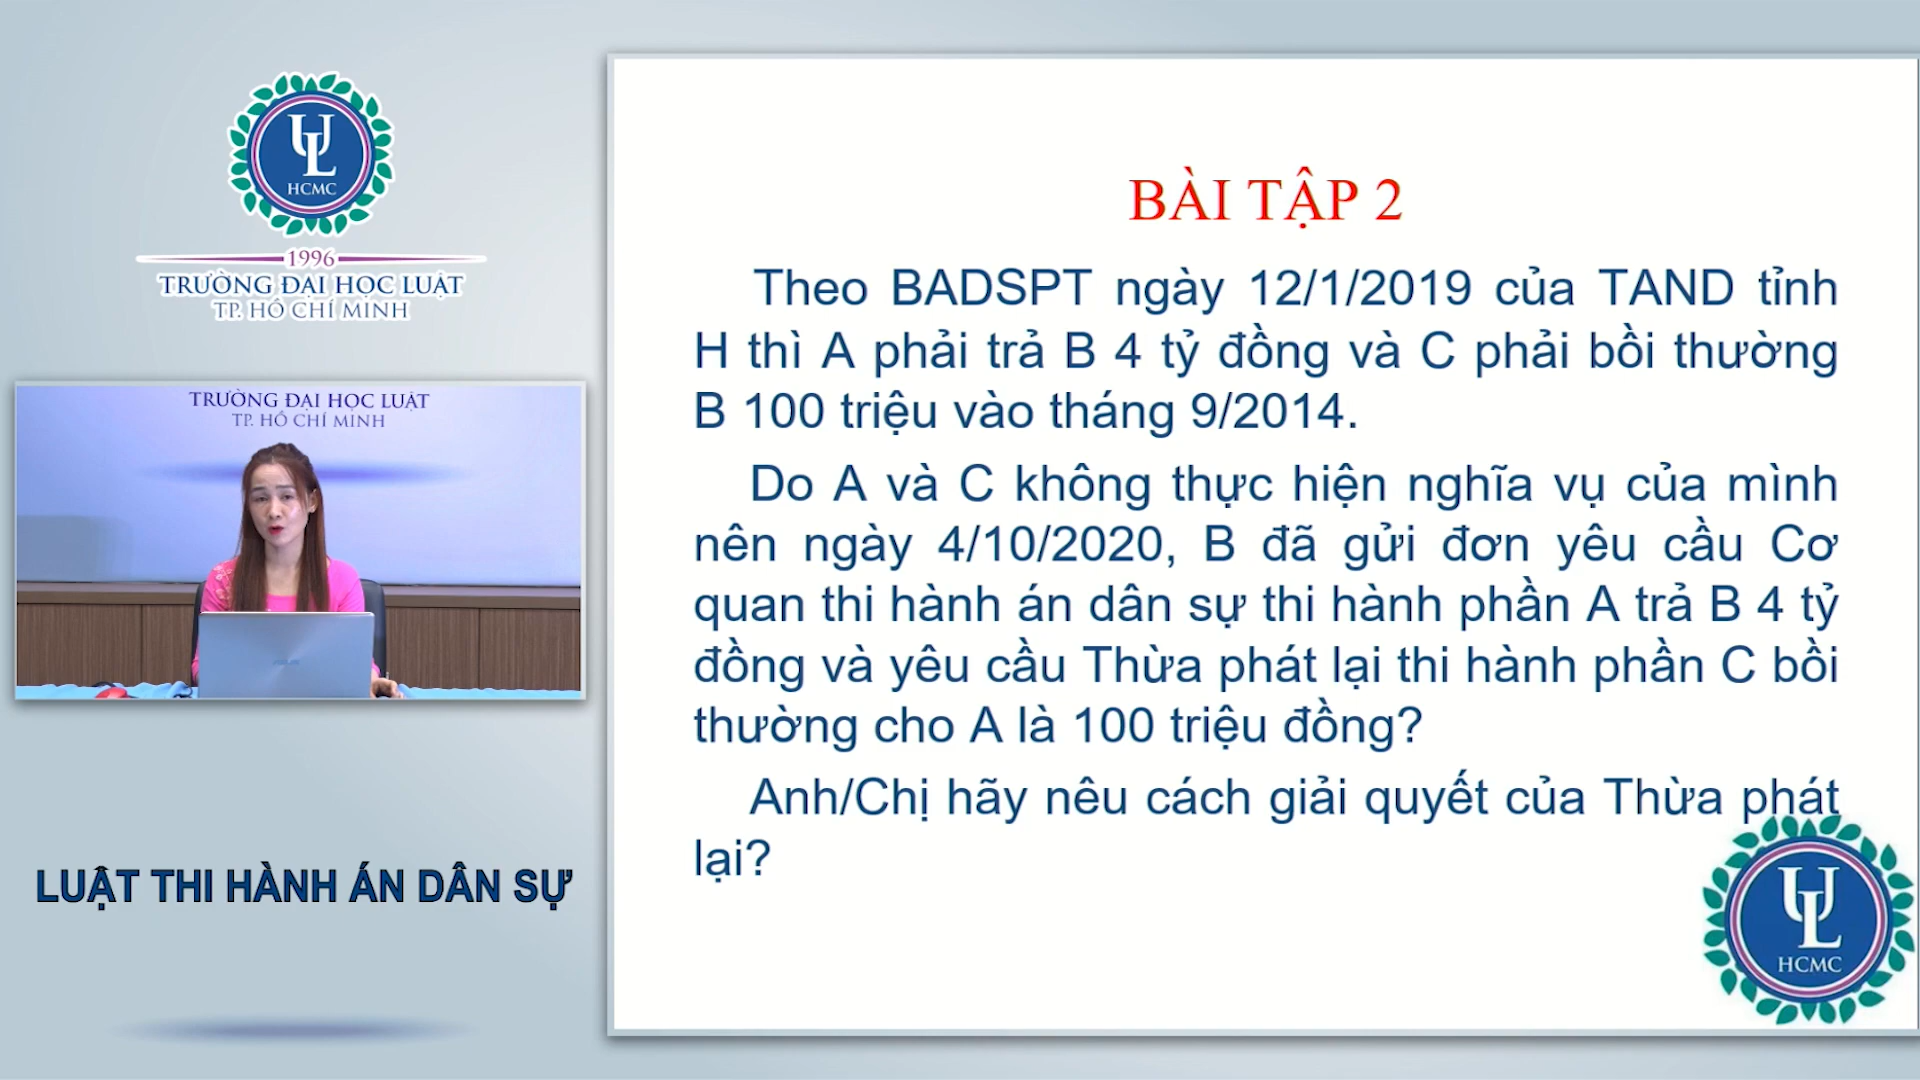 UL
HCMC
1996
TRƯỜNG ĐẠI HỌC LUẬT
TP. HỒ CHÍ MINH
TRƯỜNG ĐẠI HỌC LUẬT
TP. HỒ CHÍ MINH
LUẬT THI HÀNH ÁN DÂN SỰ
BÀI TẬP 2
Theo BADSPT ngày 12/1/2019 của TAND tỉnh
H thì A phải trả B 4 tỷ đồng và C phải bồi thường
B 100 triệu vào tháng 9/2014.
Do A và C không thực hiện nghĩa vụ của mình
nên ngày 4/10/2020, B đã gửi đơn yêu cầu Cơ
quan thi hành án dân sự thi hành phần A trả B 4 tỷ
đồng và yêu cầu Thừa phát lại thi hành phần C bồi
thường cho A là 100 triệu đồng?
Anh/Chị hãy nêu cách giải quyết của Thừa phát
lại?
UL
HCMC